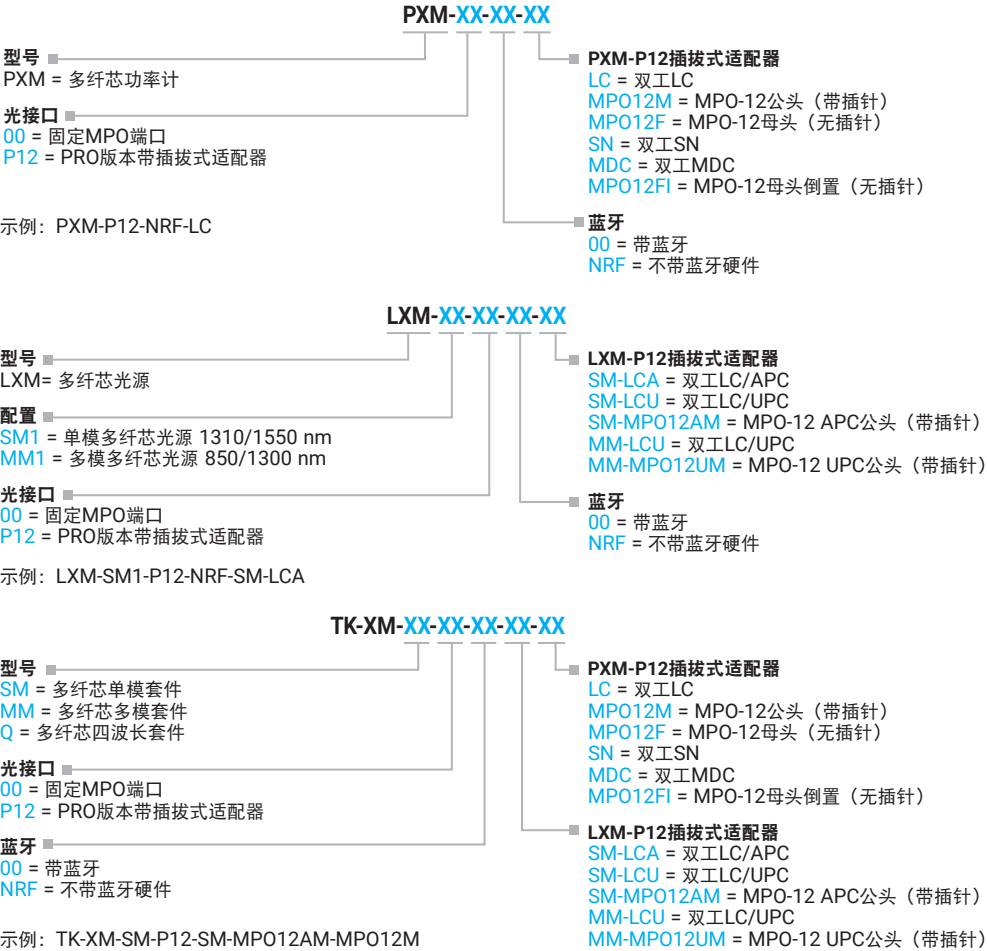 PXM-XX-XX-XX
型号
PXM = 多纤芯功率计
光接口
00 = 固定MPO端口
P12 = PRO版本带插拔式适配器
示例：PXM-P12-NRF-LC
PXM-P12插拔式适配器
LC = 双工LC
MPO12M = MPO-12公头（带插针）
MPO12F = MPO-12母头（无插针）
SN = 双工SN
MDC = 双工MDC
MPO12FI = MPO-12母头倒置（无插针）
蓝牙
00 = 带蓝牙
NRF = 不带蓝牙硬件
LXM-XX-XX-XX-XX
型号
LXM= 多纤芯光源
配置
SM1 = 单模多纤芯光源 1310/1550 nm
MM1 = 多模多纤芯光源 850/1300 nm
光接口
00 = 固定MPO端口
P12 = PRO版本带插拔式适配器
示例：LXM-SM1-P12-NRF-SM-LCA
LXM-P12插拔式适配器
SM-LCA = 双工LC/APC
SM-LCU = 双工LC/UPC
SM-MPO12AM = MPO-12 APC公头（带插针）
MM-LCU = 双工LC/UPC
MM-MPO12UM = MPO-12 UPC公头（带插针）
蓝牙
00 = 带蓝牙
NRF = 不带蓝牙硬件
TK-XM-XX-XX-XX-XX-XX
型号
SM = 多纤芯单模套件
MM = 多纤芯多模套件
Q = 多纤芯四波长套件
光接口
00 = 固定MPO端口
P12 = PRO版本带插拔式适配器
蓝牙
00 = 带蓝牙
NRF = 不带蓝牙硬件
示例：TK-XM-SM-P12-SM-MPO12AM-MPO12M
PXM-P12插拔式适配器
LC = 双工LC
MPO12M = MPO-12公头（带插针）
MPO12F = MPO-12母头（无插针）
SN = 双工SN
MDC = 双工MDC
MPO12FI = MPO-12母头倒置（无插针）
LXM-P12插拔式适配器
SM-LCA = 双工LC/APC
SM-LCU = 双工LC/UPC
SM-MPO12AM = MPO-12 APC公头（带插针）
MM-LCU = 双工LC/UPC
MM-MPO12UM = MPO-12 UPC公头（带插针）